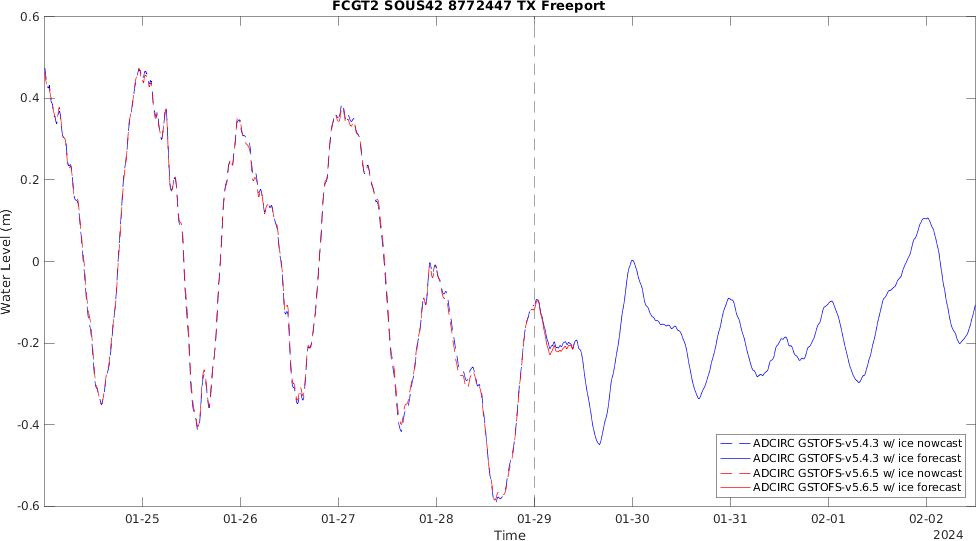 FCGT2 SOUS42 8772447 TX Freeport
0.6
0.4
0.2
0
-0.2
-0.4
-0.6
Water Level (m)
01-25
01-26
01-27
01-28
01-29
01-30
01-31
02-01
02-02
Time
2024
ADCIRC GSTOFS-v5.4.3 w/ ice nowcast
ADCIRC GSTOFS-v5.4.3 w/ ice forecast
ADCIRC GSTOFS-v5.6.5 w/ ice nowcast
ADCIRC GSTOFS-v5.6.5 w/ ice forecast